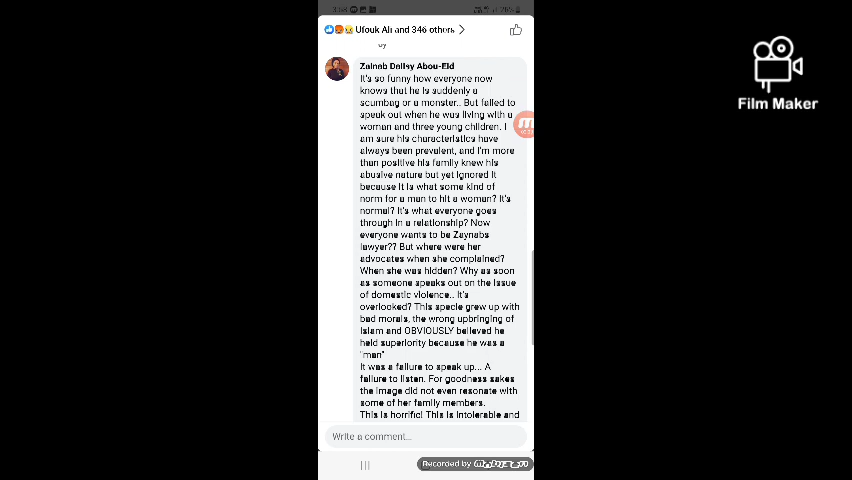 26%
Ufouk Ali and 346 others
Zainab Daiisy Abou-Eid
It's so funny how everyone now
knows that he is suddenly a
scumbag or a monster.. But failed to
speak out when he was living with a
woman and three young children. I
am sure his characteristics have
always been prevalent, and I'm more
than positive his family knew his
abusive nature but yet ignored it
because it is what some kind of
norm for a man to hit a woman? It's
normal? It's what everyone goes
through in a relationship? Now
everyone wants to be Zaynabs
lawyer?? But where were her
advocates when she complained?
When she was hidden? Why as soon
as someone speaks out on the issue
of domestic violence.. it's
overlooked? This specie grew up with
bad morals, the wrong upbringing of
Islam and OBVIOUSLY believed he
held superiority because he was a
"man"
It was a failure to speak up... A
failure to listen. For goodness sakes
the image did not even resonate with
some of her family members.
This is horrific! This is intolerable and
Write a comment...
Recorded by
Film Maker